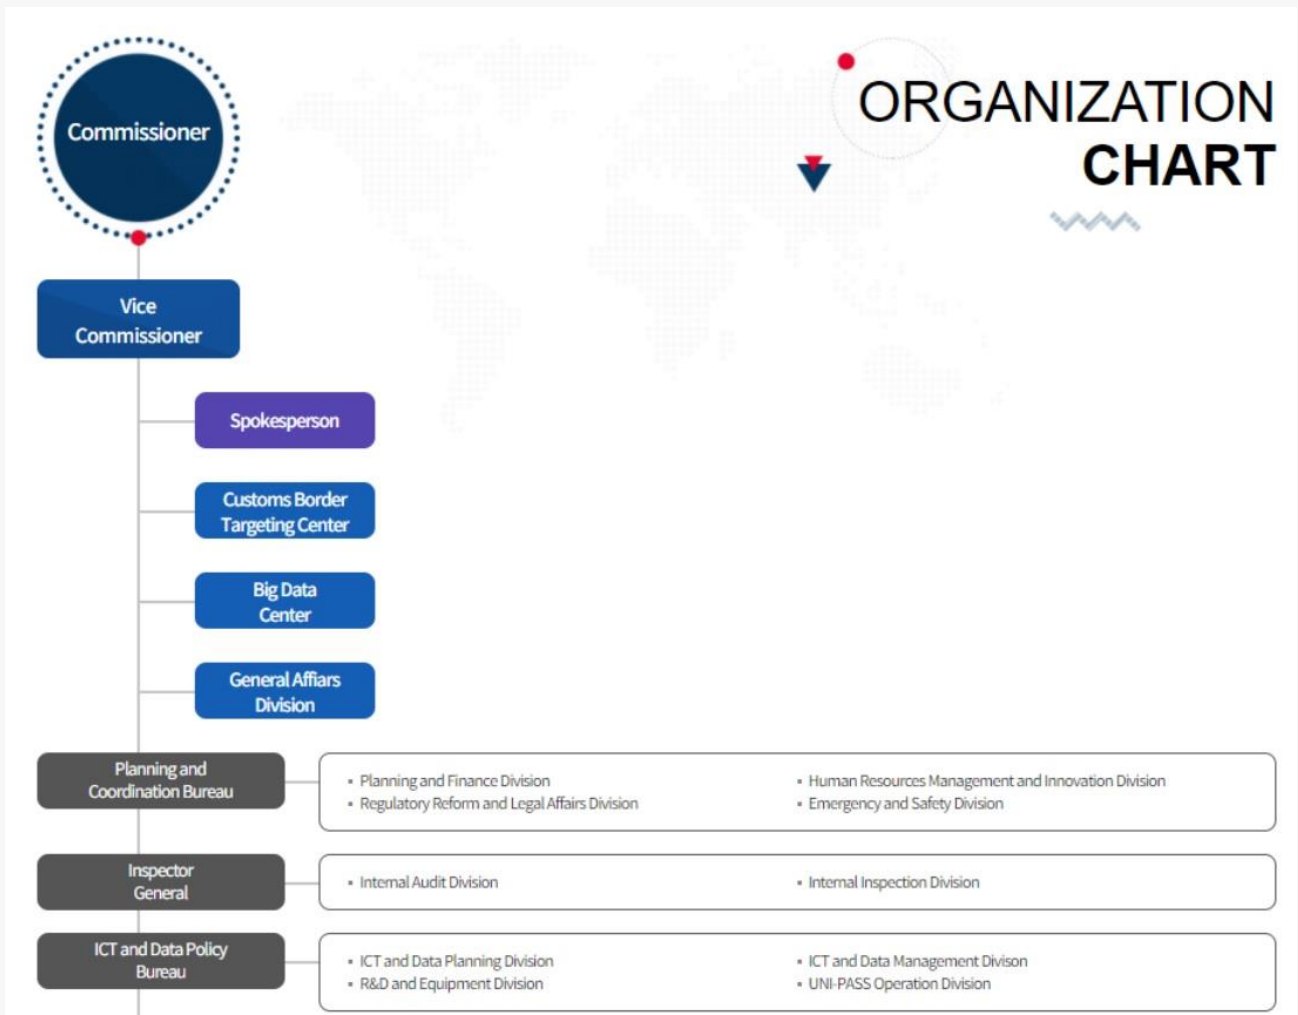 Commissioner
ORGANIZATION
CHART
Vice
Commissioner
Spokesperson
Customs Border
Targeting Center
Big Data
Center
General Affiars
Division
Planning and
Coordination Bureau
▪ Planning and Finance Division
▪ Human Resources Management and Innovation Division
▪ Regulatory Reform and Legal Affairs Division
▪ Emergency and Safety Division
Inspector
General
▪ Internal Audit Division
▪ Internal Inspection Division
ICT and Data Policy
Bureau
▪ ICT and Data Planning Division
▪ ICT and Data Management Divison
▪ R&D and Equipment Division
▪ UNI-PASS Operation Division